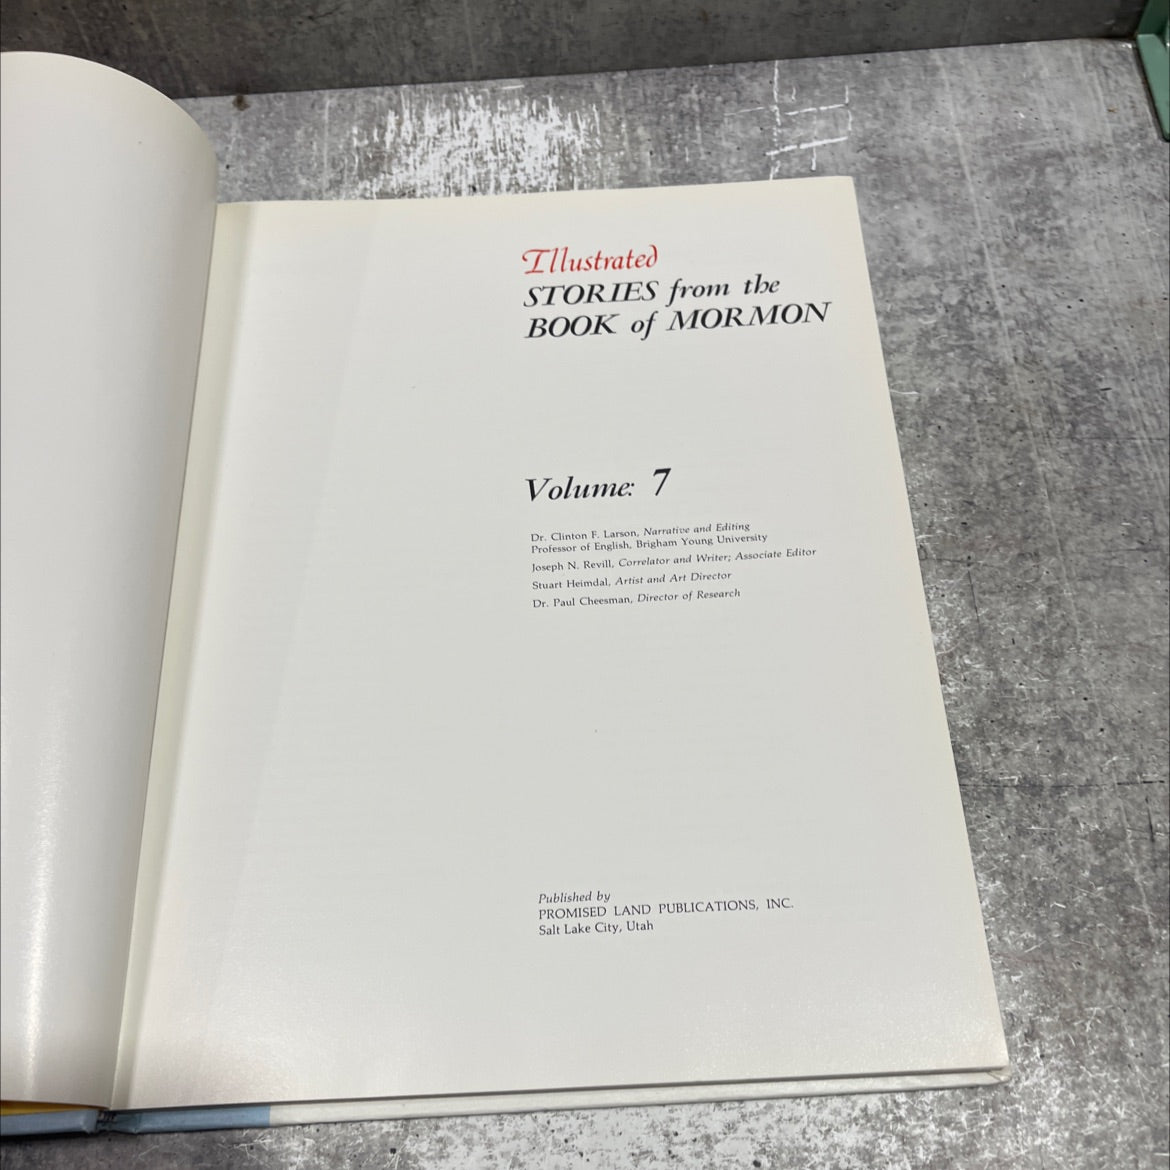 Illustrated
STORIES from the
BOOK of MORMON
Volume: 7
Dr. Clinton F. Larson, Narrative and Editing
Professor of English, Brigham Young University
Joseph N. Revill, Correlator and Writer; Associate Editor
Stuart Heimdal, Artist and Art Director
Dr. Paul Cheesman, Director of Research
Published by
PROMISED LAND PUBLICATIONS, INC.
Salt Lake City, Utah